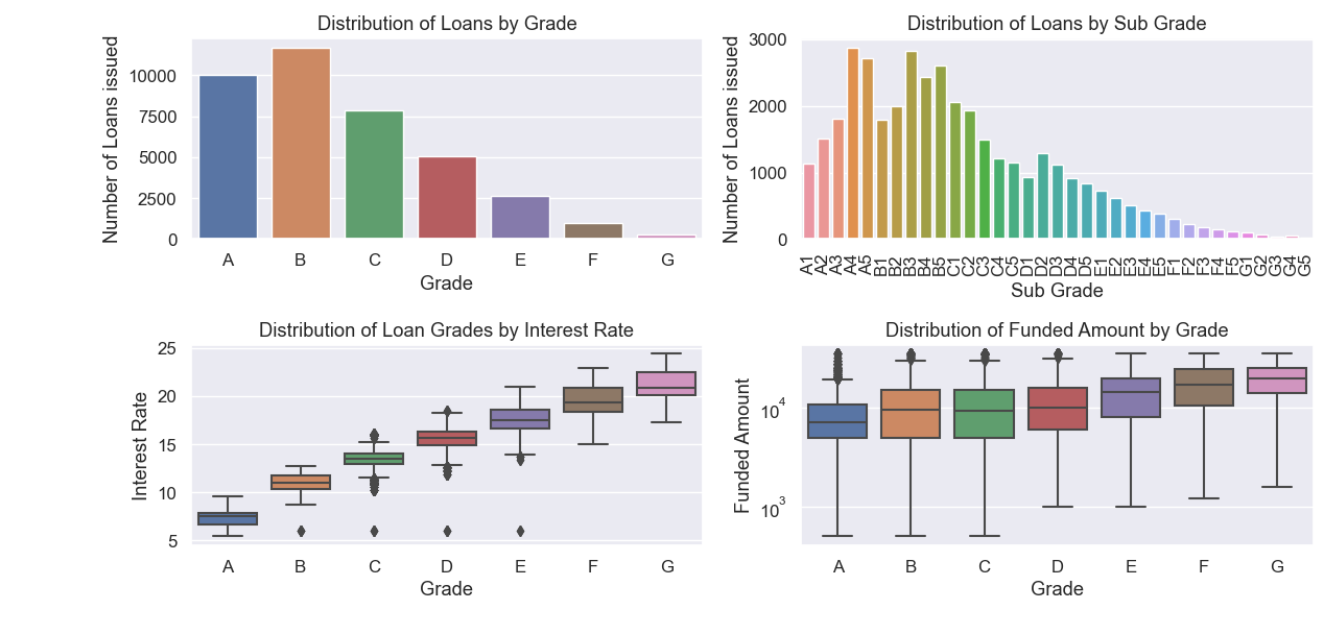 Distribution of Loans by Grade
Number of Loans issued
10000
7500
5000
2500
0
A B C D E F G
Grade
Distribution of Loans by Sub Grade
Number of Loans issued
3000
2000
1000
0
A1 A2 A3 A4 A5 B1 B2 B3 B4 B5 C1 C2 C3 C4 C5 D1 D2 D3 D4 D5 E1 E2 E3 E4 E5 F1 F2 F3 F4 F5 G1 G2 G3 G4 G5
Sub Grade
Distribution of Loan Grades by Interest Rate
Interest Rate
25
20
15
10
5
A B C D E F G
Grade
Distribution of Funded Amount by Grade
Funded Amount
10⁴
10³
A B C D E F G
Grade